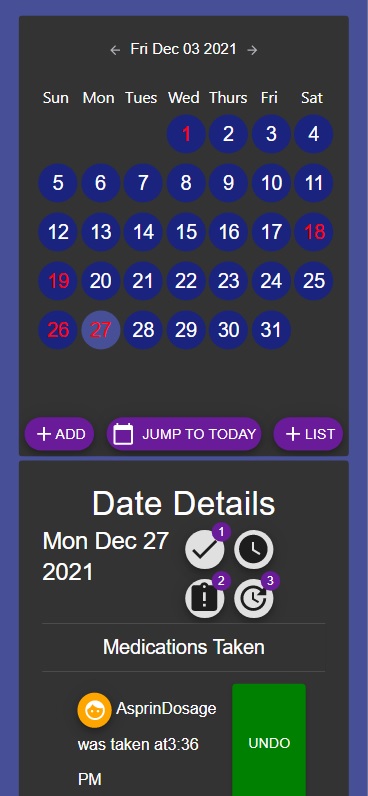 Fri Dec 03 2021
Sun Mon Tues Wed Thurs Fri Sat
1 2 3 4
5 6 7 8 9 10 11
12 13 14 15 16 17 18
19 20 21 22 23 24 25
26 27 28 29 30 31
ADD JUMP TO TODAY LIST
Date Details
Mon Dec 27
2021
1
2 3
Medications Taken
AsprinDosage
was taken at3:36
PM
UNDO